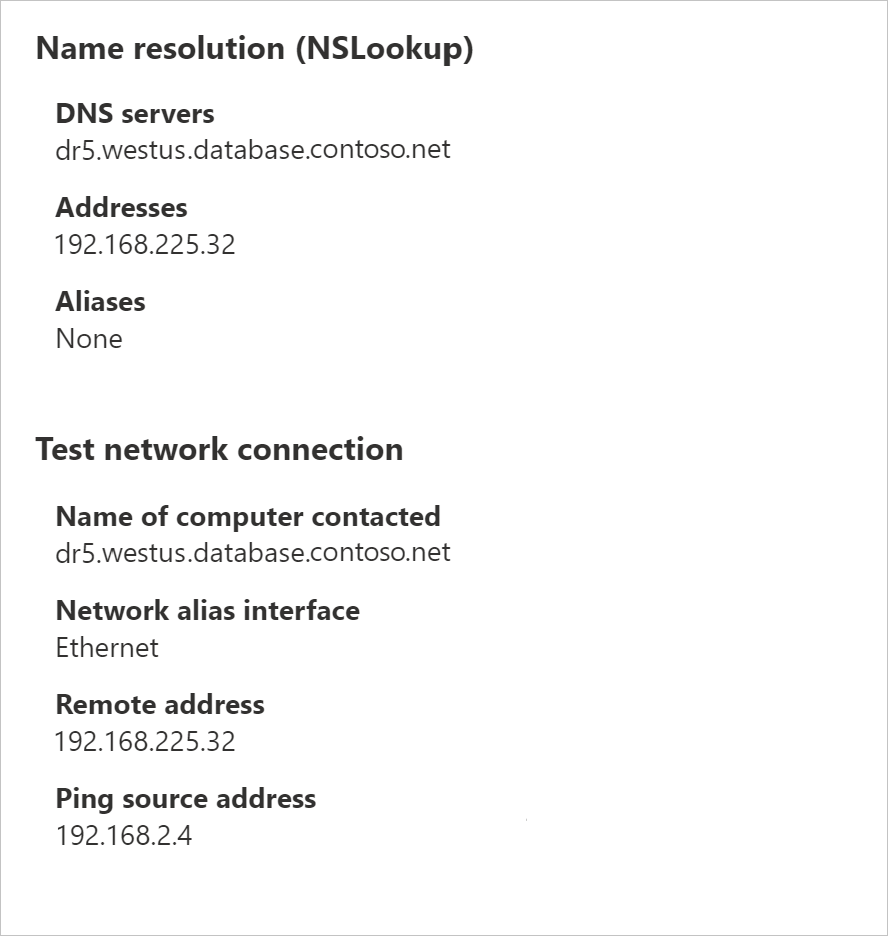 Name resolution (NSLookup)
DNS servers
dr5.westus.database.contoso.net
Addresses
192.168.225.32
Aliases
None
Test network connection
Name of computer contacted
dr5.westus.database.contoso.net
Network alias interface
Ethernet
Remote address
192.168.225.32
Ping source address
192.168.2.4